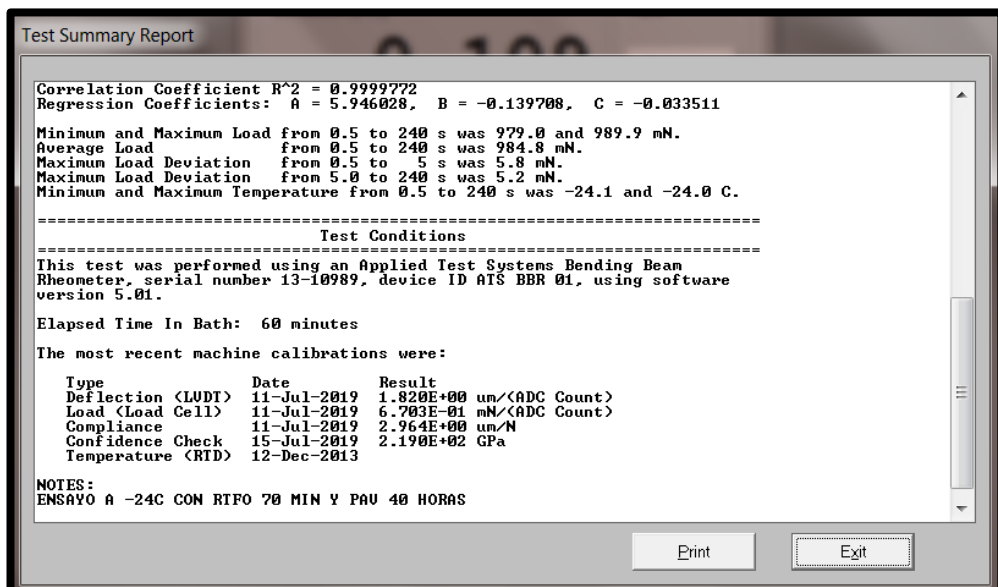 Test Summary Report
Correlation Coefficient R^2 = 0.9999772
Regression Coefficients:  A = 5.946028,  B = -0.139708,  C = -0.033511
Minimum and Maximum Load from 0.5 to 240 s was 979.0 and 989.9 mN.
Average Load             from 0.5 to 240 s was 984.8 mN.
Maximum Load Deviation   from 0.5 to   5 s was 5.8 mN.
Maximum Load Deviation   from 5.0 to 240 s was 5.2 mN.
Minimum and Maximum Temperature from 0.5 to 240 s was -24.1 and -24.0 C.
Test Conditions
This test was performed using an Applied Test Systems Bending Beam
Rheometer, serial number 13-10989, device ID ATS BBR 01, using software
version 5.01.
Elapsed Time In Bath:  60 minutes
The most recent machine calibrations were:
Type               Date         Result
Deflection (LVDT)  11-Jul-2019  1.820E+00 um/(ADC Count)
Load (Load Cell)   11-Jul-2019  6.703E-01 mN/(ADC Count)
Compliance         11-Jul-2019  2.964E+00 um/N
Confidence Check   15-Jul-2019  2.190E+02 GPa
Temperature (RTD)  12-Dec-2013
NOTES:
ENSAYO A -24C CON RTFO 70 MIN Y PAV 40 HORAS
Print
Exit